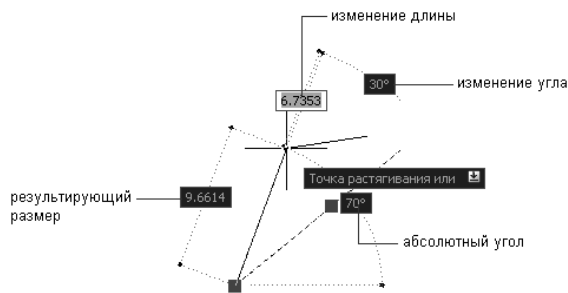 изменение длины
30°
изменение угла
6.7353
Точка растягивания или
результирующий
размер
9.6614
70°
абсолютный угол